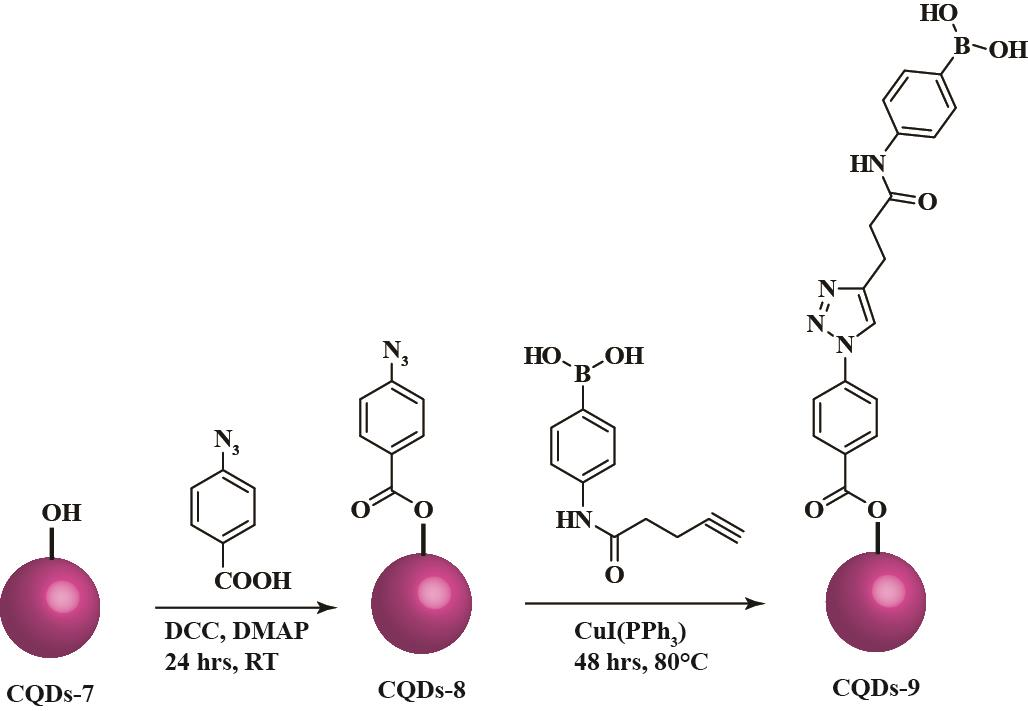 OH
CQDs-7
N3
COOH
DCC, DMAP
24 hrs, RT
N3
O
O
CQDs-8
HO
B
OH
HN
O
CuI(PPh3)
48 hrs, 80°C
HO
B
OH
HN
O
N
N
N
O
O
CQDs-9